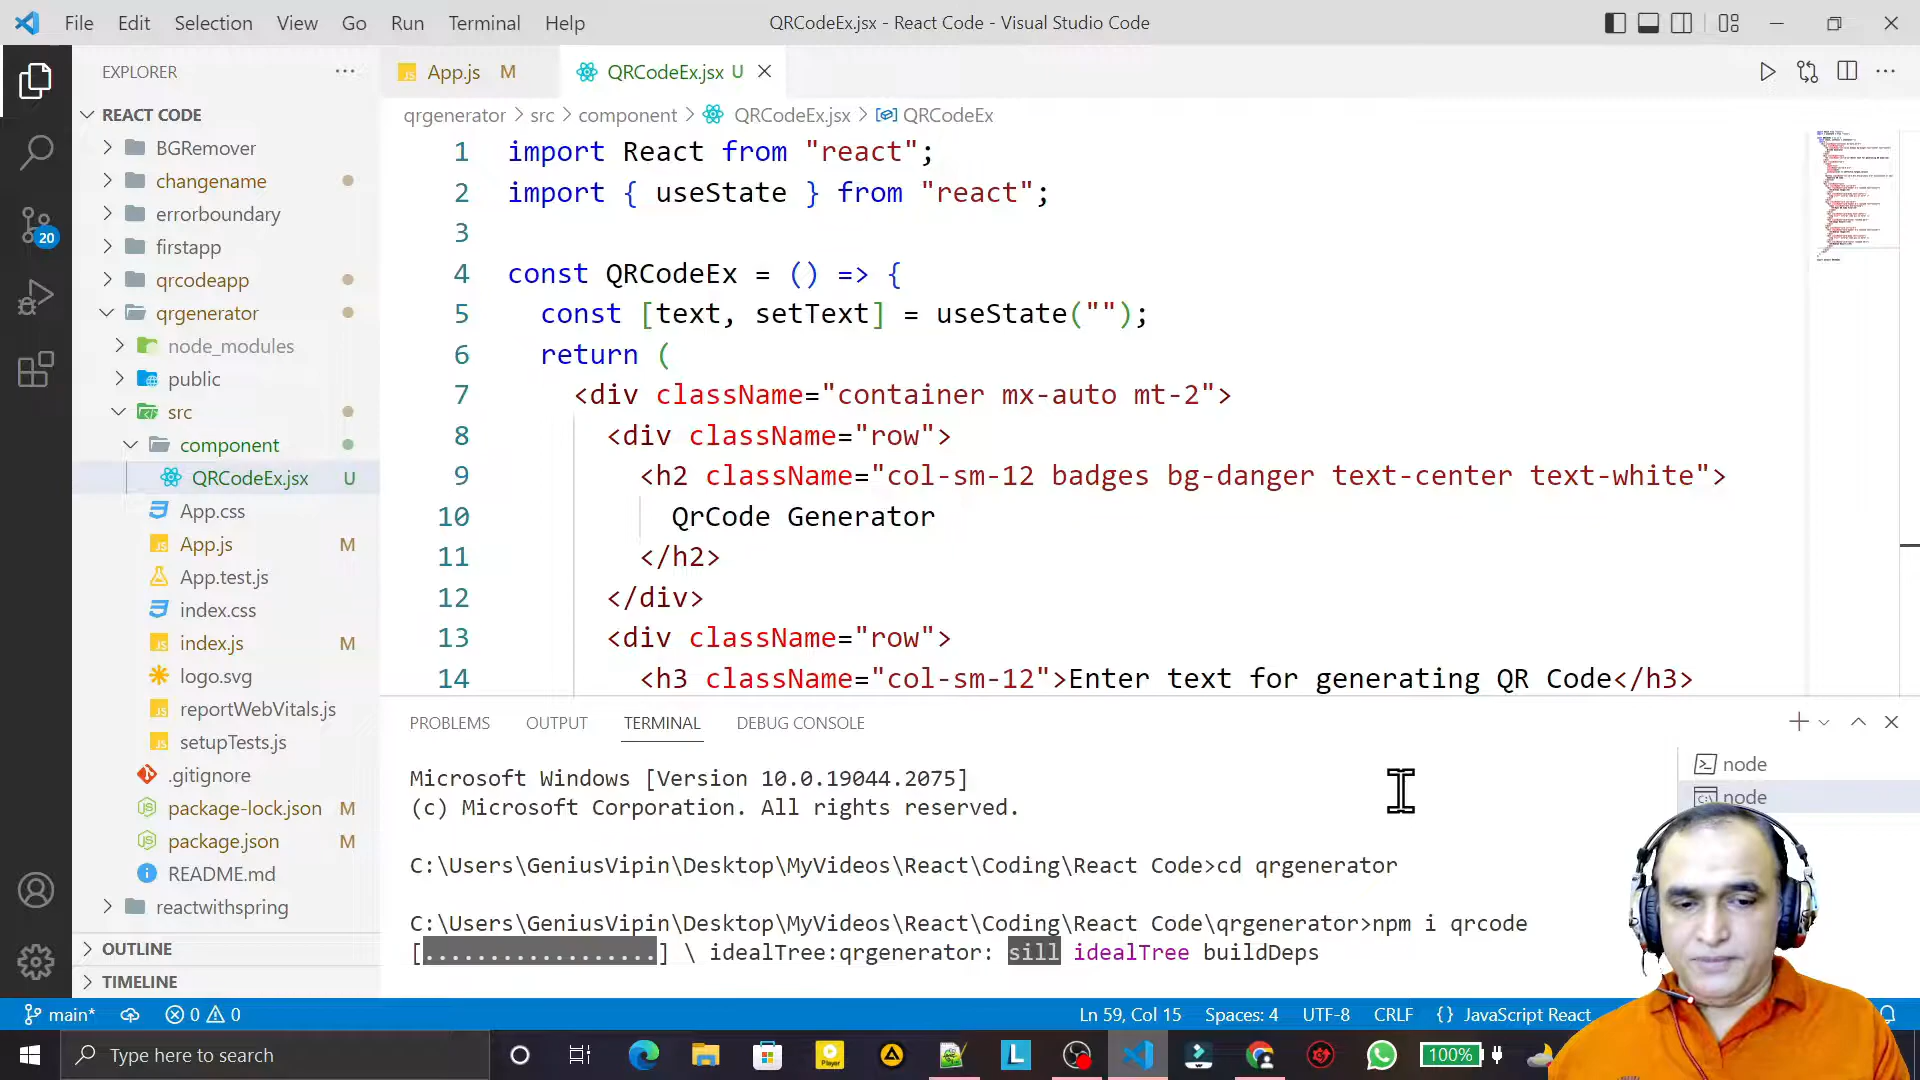 File Edit Selection View Go Run Terminal Help
QRCodeEx.jsx - React Code - Visual Studio Code
EXPLORER
REACT CODE
BGRemover
changename
errorboundary
firstapp
qrcodeapp
qrgenerator
node_modules
public
src
component
QRCodeEx.jsx U
App.css
App.js M
App.test.js
index.css
index.js M
logo.svg
reportWebVitals.js
setupTests.js
.gitignore
package-lock.json M
package.json M
README.md
reactwithspring
OUTLINE
TIMELINE
20
App.js M
QRCodeEx.jsx U
qrgenerator > src > component > QRCodeEx.jsx > QRCodeEx
1 import React from "react";
2 import { useState } from "react";
3
4 const QRCodeEx = () => {
5 const [text, setText] = useState("");
6 return (
7 <div className="container mx-auto mt-2">
8 <div className="row">
9 <h2 className="col-sm-12 badges bg-danger text-center text-white">
10 QrCode Generator
11 </h2>
12 </div>
13 <div className="row">
14 <h3 className="col-sm-12">Enter text for generating QR Code</h3>
PROBLEMS OUTPUT TERMINAL DEBUG CONSOLE
Microsoft Windows [Version 10.0.19044.2075]
(c) Microsoft Corporation. All rights reserved.
C:\Users\GeniusVipin\Desktop\MyVideos\React\Coding\React Code>cd qrgenerator
C:\Users\GeniusVipin\Desktop\MyVideos\React\Coding\React Code\qrgenerator>npm i qrcode
[..................] \ idealTree:qrgenerator: sill idealTree buildDeps
node
node
main* 0 0
Ln 59, Col 15 Spaces: 4 UTF-8 CRLF {} JavaScript React
Type here to search
100%